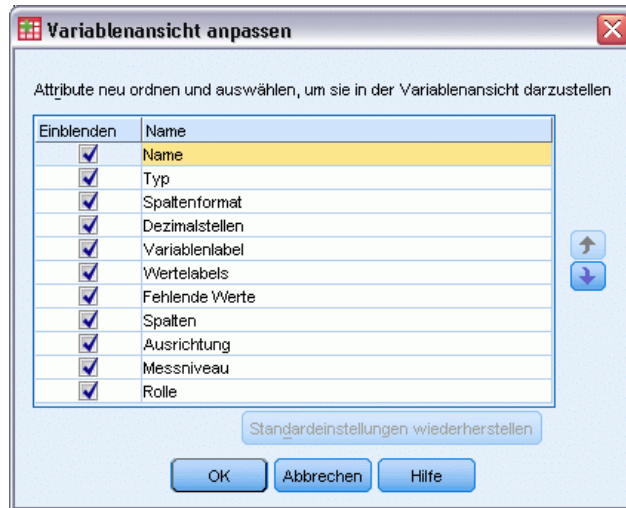 Variablenansicht anpassen
Attribute neu ordnen und auswählen, um sie in der Variablenansicht darzustellen
Einblenden Name
Name
Typ
Spaltenformat
Dezimalstellen
Variablenlabel
Wertelabels
Fehlende Werte
Spalten
Ausrichtung
Messniveau
Rolle
Standardeinstellungen wiederherstellen
OK Abbrechen Hilfe